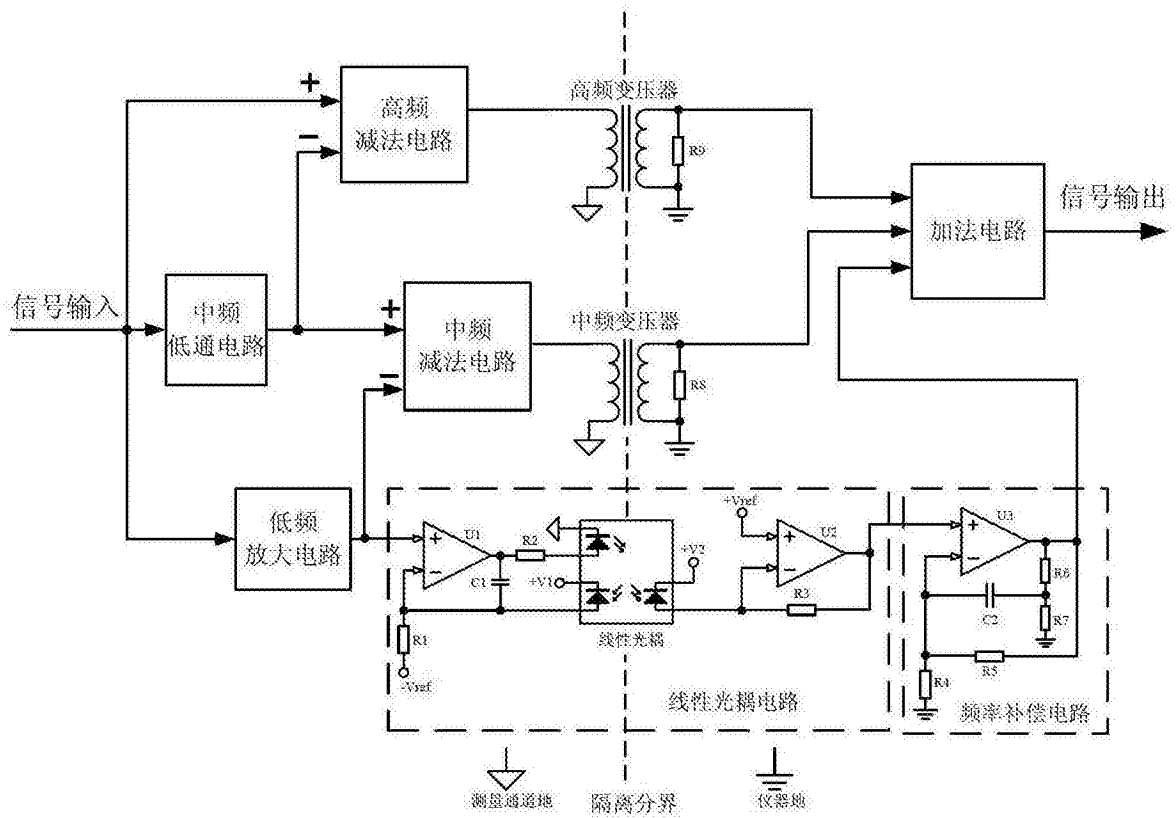 高频变压器
+
高频
减法电路
−
R9
信号输出
加法电路
信号输入
中频
低通电路
+
中频
减法电路
−
中频变压器
R8
低频
放大电路
+
−
U1
R2
C1
+V1
R1
-Vref
+V2
线性光耦
+Vref
+
−
U2
R3
+
−
U3
R6
C2
R7
R5
R4
线性光耦电路
频率补偿电路
测量通道地
隔离分界
仪器地